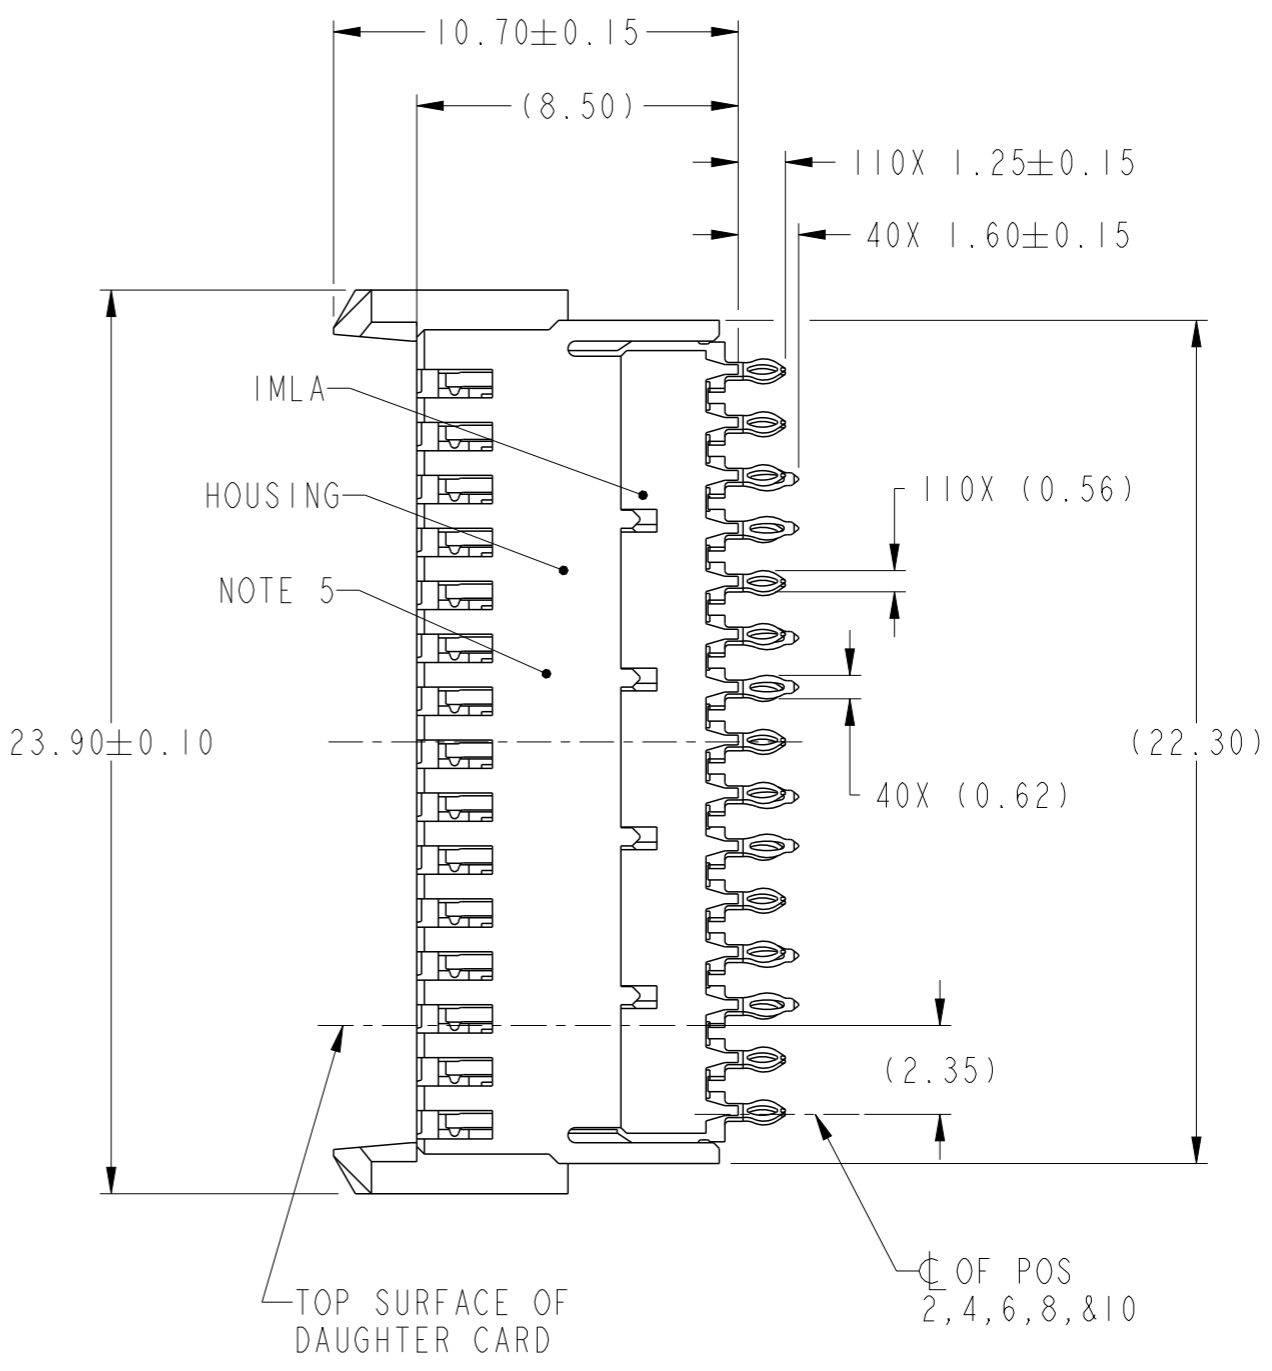 10.70±0.15
(8.50)
110X 1.25±0.15
40X 1.60±0.15
IMLA
HOUSING
110X (0.56)
NOTE 5
23.90±0.10
(22.30)
40X (0.62)
(2.35)
TOP SURFACE OF
DAUGHTER CARD
℄ OF POS
2,4,6,8,&10